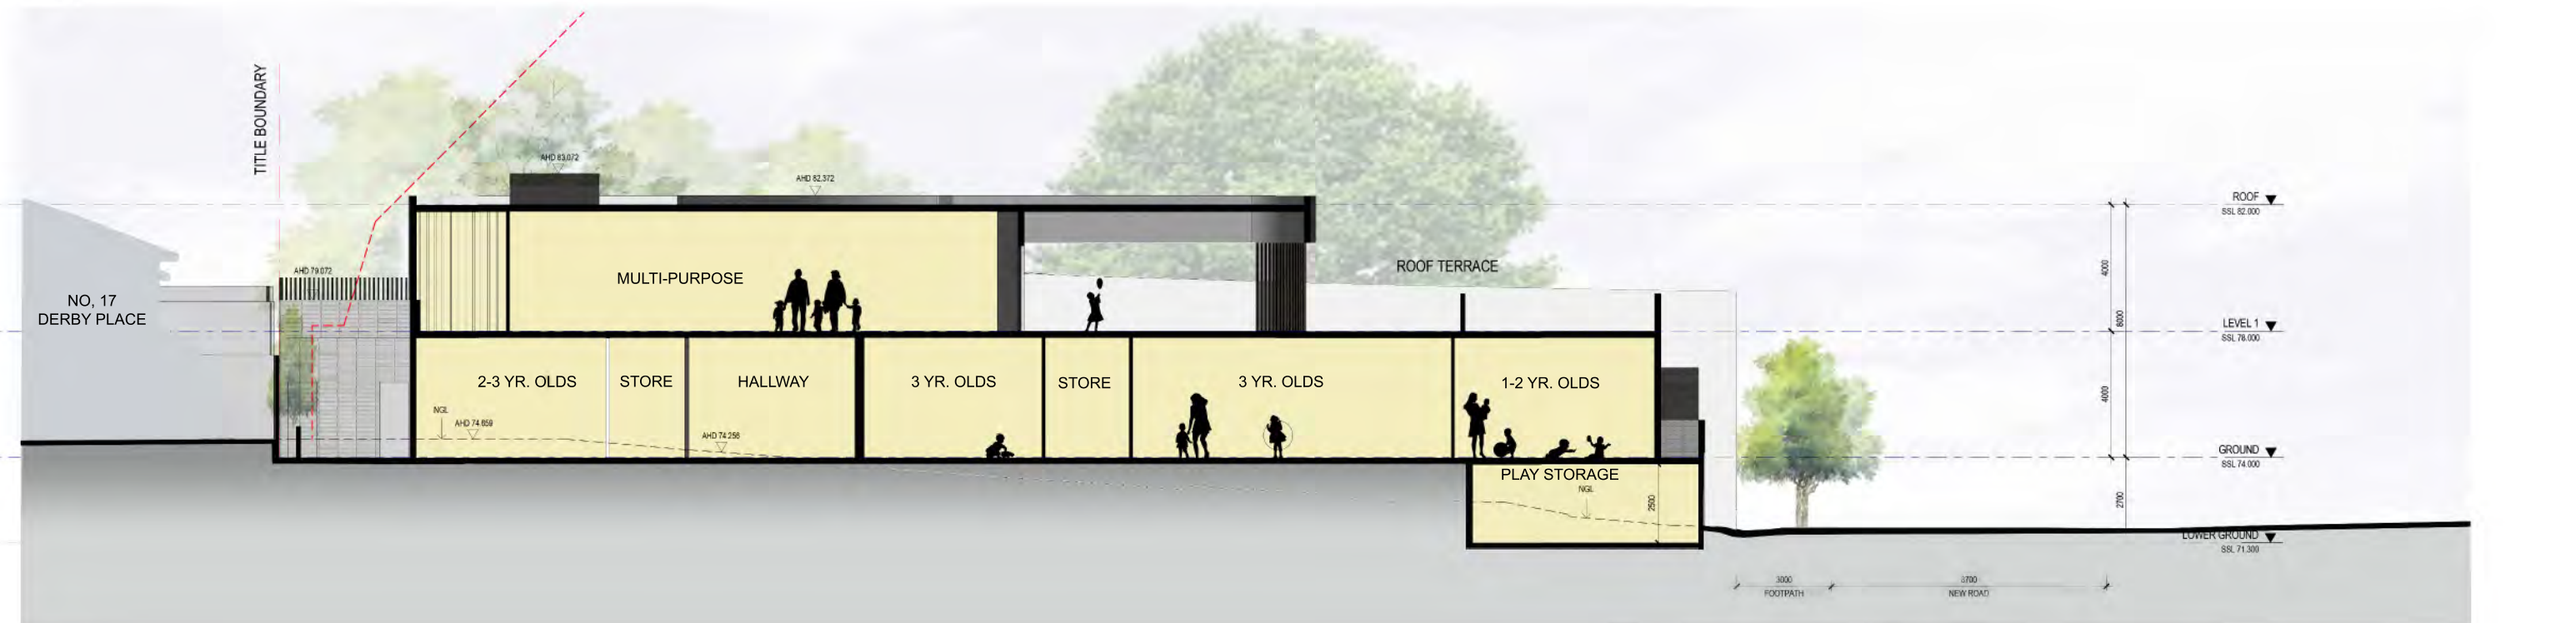 TITLE BOUNDARY
AHD 83.072
AHD 82.372
ROOF
SSL 82.000
AHD 79.072
MULTI-PURPOSE
ROOF TERRACE
4000
NO, 17
DERBY PLACE
8000
LEVEL 1
SSL 78.000
2-3 YR. OLDS
STORE
HALLWAY
3 YR. OLDS
STORE
3 YR. OLDS
1-2 YR. OLDS
4000
NGL
AHD 74.659
AHD 74.256
GROUND
SSL 74.000
PLAY STORAGE
NGL
2500
2700
LOWER GROUND
SSL 71.300
3000
FOOTPATH
8700
NEW ROAD